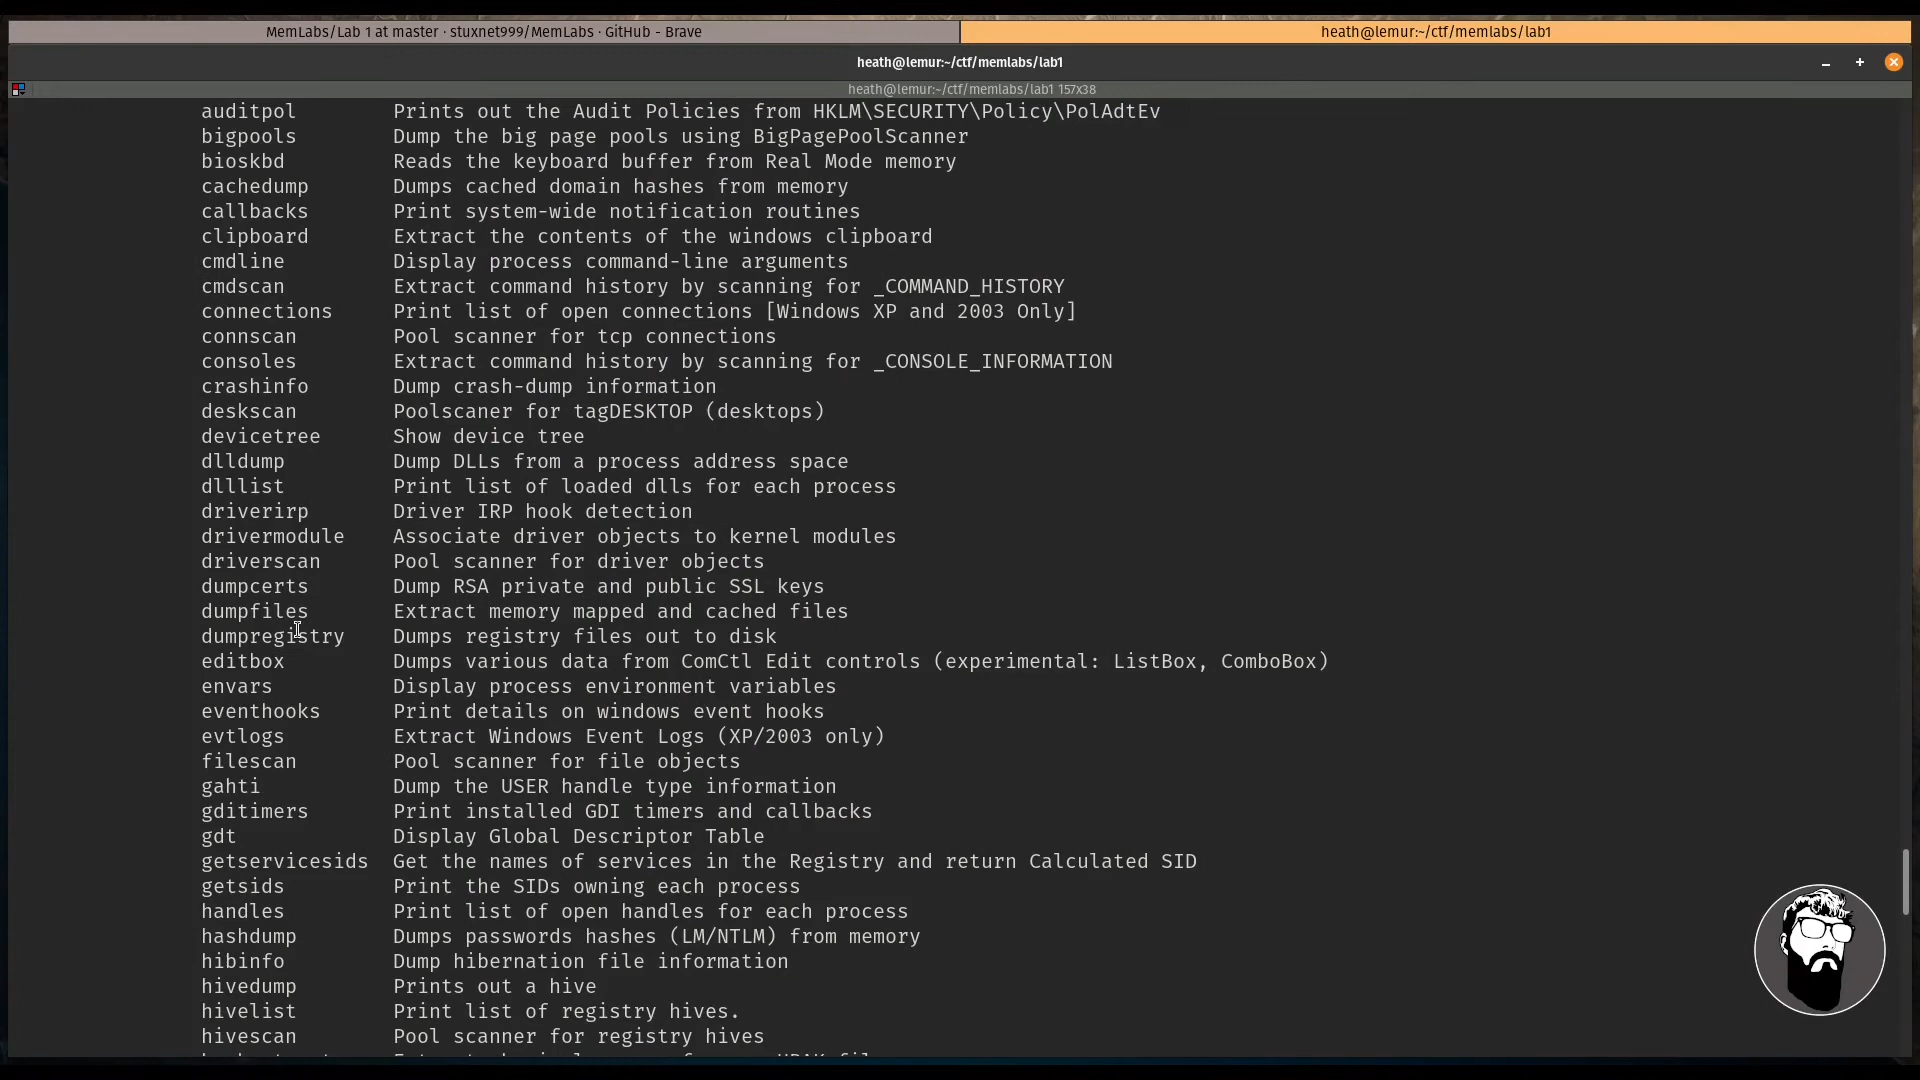 MemLabs/Lab 1 at master · stuxnet999/MemLabs · GitHub - Brave
heath@lemur:~/ctf/memlabs/lab1
heath@lemur:~/ctf/memlabs/lab1
heath@lemur:~/ctf/memlabs/lab1 157x38
auditpol Prints out the Audit Policies from HKLM\SECURITY\Policy\PolAdtEv
bigpools Dump the big page pools using BigPagePoolScanner
bioskbd Reads the keyboard buffer from Real Mode memory
cachedump Dumps cached domain hashes from memory
callbacks Print system-wide notification routines
clipboard Extract the contents of the windows clipboard
cmdline Display process command-line arguments
cmdscan Extract command history by scanning for _COMMAND_HISTORY
connections Print list of open connections [Windows XP and 2003 Only]
connscan Pool scanner for tcp connections
consoles Extract command history by scanning for _CONSOLE_INFORMATION
crashinfo Dump crash-dump information
deskscan Poolscaner for tagDESKTOP (desktops)
devicetree Show device tree
dlldump Dump DLLs from a process address space
dlllist Print list of loaded dlls for each process
driverirp Driver IRP hook detection
drivermodule Associate driver objects to kernel modules
driverscan Pool scanner for driver objects
dumpcerts Dump RSA private and public SSL keys
dumpfiles Extract memory mapped and cached files
dumpregistry Dumps registry files out to disk
editbox Dumps various data from ComCtl Edit controls (experimental: ListBox, ComboBox)
envars Display process environment variables
eventhooks Print details on windows event hooks
evtlogs Extract Windows Event Logs (XP/2003 only)
filescan Pool scanner for file objects
gahti Dump the USER handle type information
gditimers Print installed GDI timers and callbacks
gdt Display Global Descriptor Table
getservicesids Get the names of services in the Registry and return Calculated SID
getsids Print the SIDs owning each process
handles Print list of open handles for each process
hashdump Dumps passwords hashes (LM/NTLM) from memory
hibinfo Dump hibernation file information
hivedump Prints out a hive
hivelist Print list of registry hives.
hivescan Pool scanner for registry hives